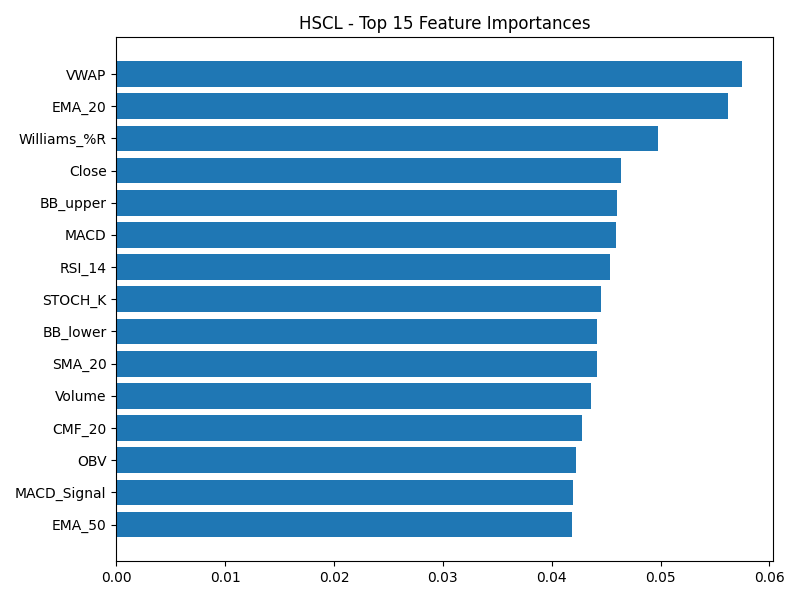 HSCL - Top 15 Feature Importances
VWAP
EMA_20
Williams_%R
Close
BB_upper
MACD
RSI_14
STOCH_K
BB_lower
SMA_20
Volume
CMF_20
OBV
MACD_Signal
EMA_50
0.00 0.01 0.02 0.03 0.04 0.05 0.06